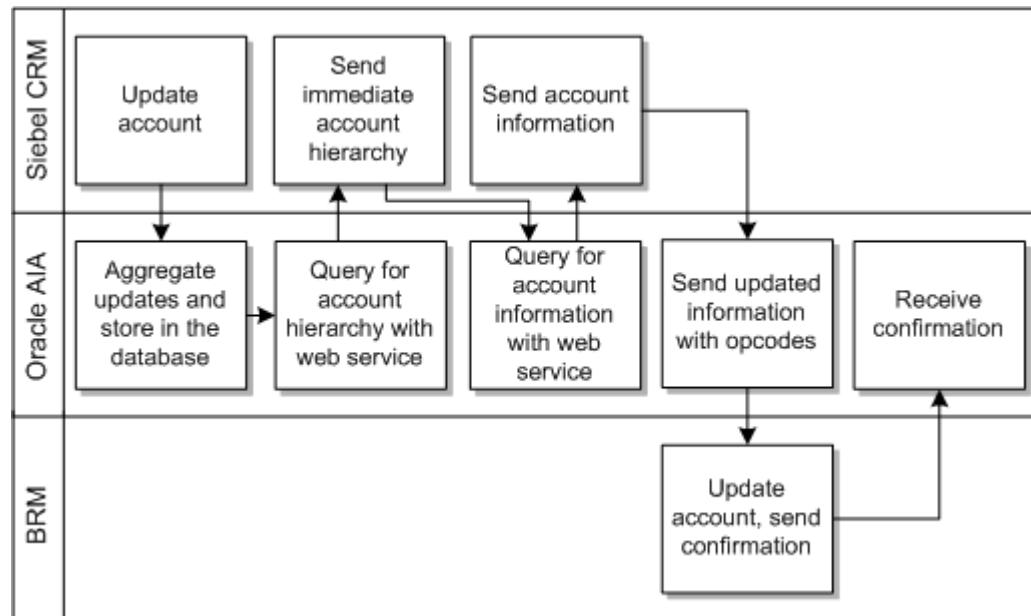 Siebel CRM
Update
account
Send
immediate
account
hierarchy
Send account
information
Oracle AIA
Aggregate
updates and
store in the
database
Query for
account
hierarchy with
web service
Query for
account
information
with web
service
Send updated
information
with opcodes
Receive
confirmation
BRM
Update
account, send
confirmation